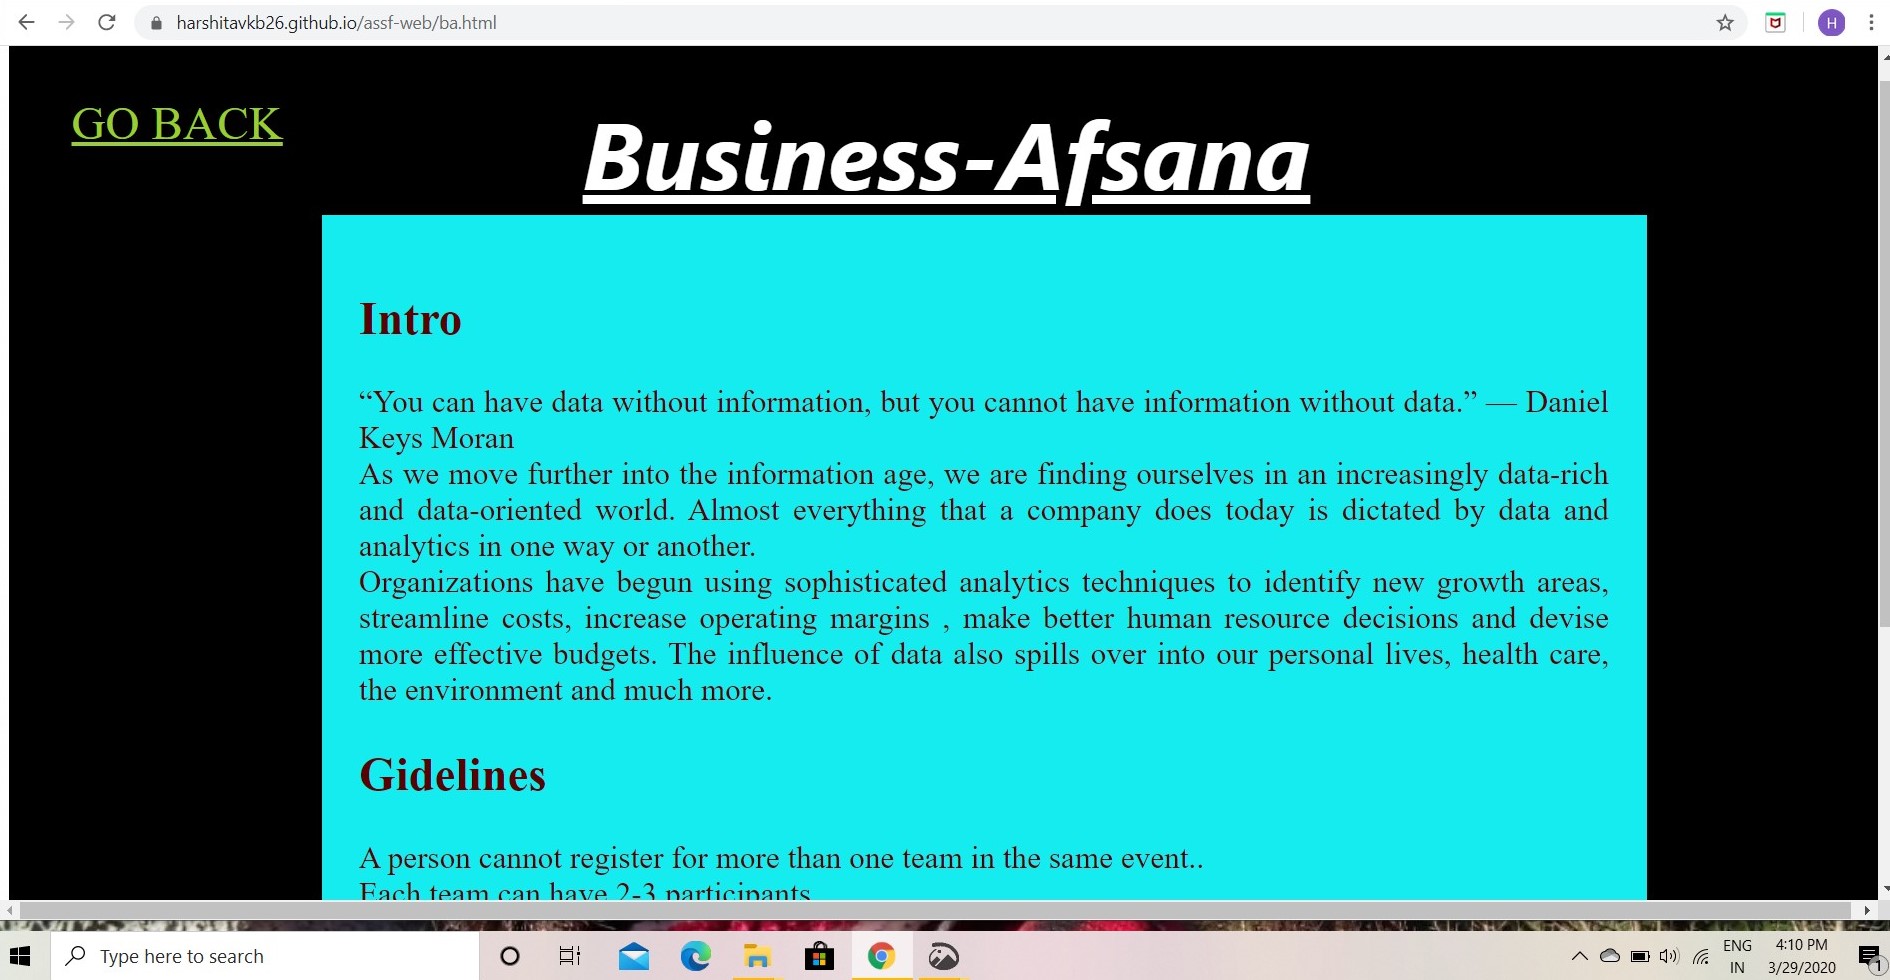 harshitavkb26.github.io/assf-web/ba.html
H
GO BACK
Business-Afsana
Intro
“You can have data without information, but you cannot have information without data.” — Daniel
Keys Moran
As we move further into the information age, we are finding ourselves in an increasingly data-rich
and data-oriented world. Almost everything that a company does today is dictated by data and
analytics in one way or another.
Organizations have begun using sophisticated analytics techniques to identify new growth areas,
streamline costs, increase operating margins , make better human resource decisions and devise
more effective budgets. The influence of data also spills over into our personal lives, health care,
the environment and much more.
Gidelines
A person cannot register for more than one team in the same event..
Each team can have 2-3 participants
Type here to search
ENG
IN
4:10 PM
3/29/2020
1